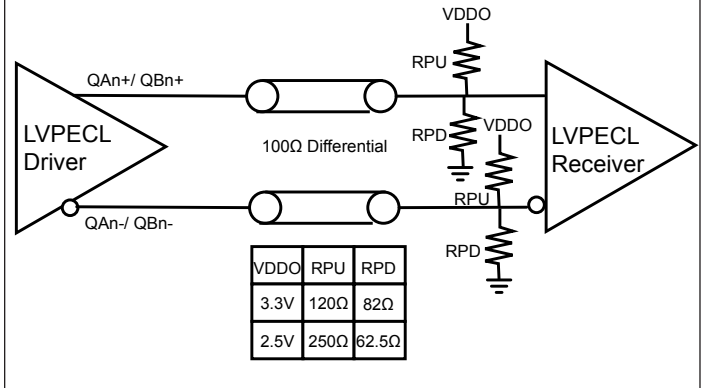 VDDO
RPU
QAn+/ QBn+
LVPECL
Driver
100Ω Differential
RPD
VDDO
LVPECL
Receiver
RPU
QAn-/ QBn-
RPD
VDDO RPU RPD
3.3V 120Ω 82Ω
2.5V 250Ω 62.5Ω